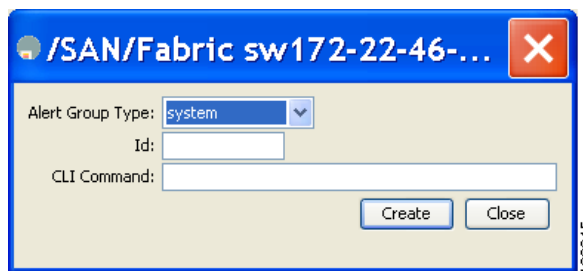 /SAN/Fabric sw172-22-46-...
Alert Group Type: system
Id:
CLI Command:
Create Close